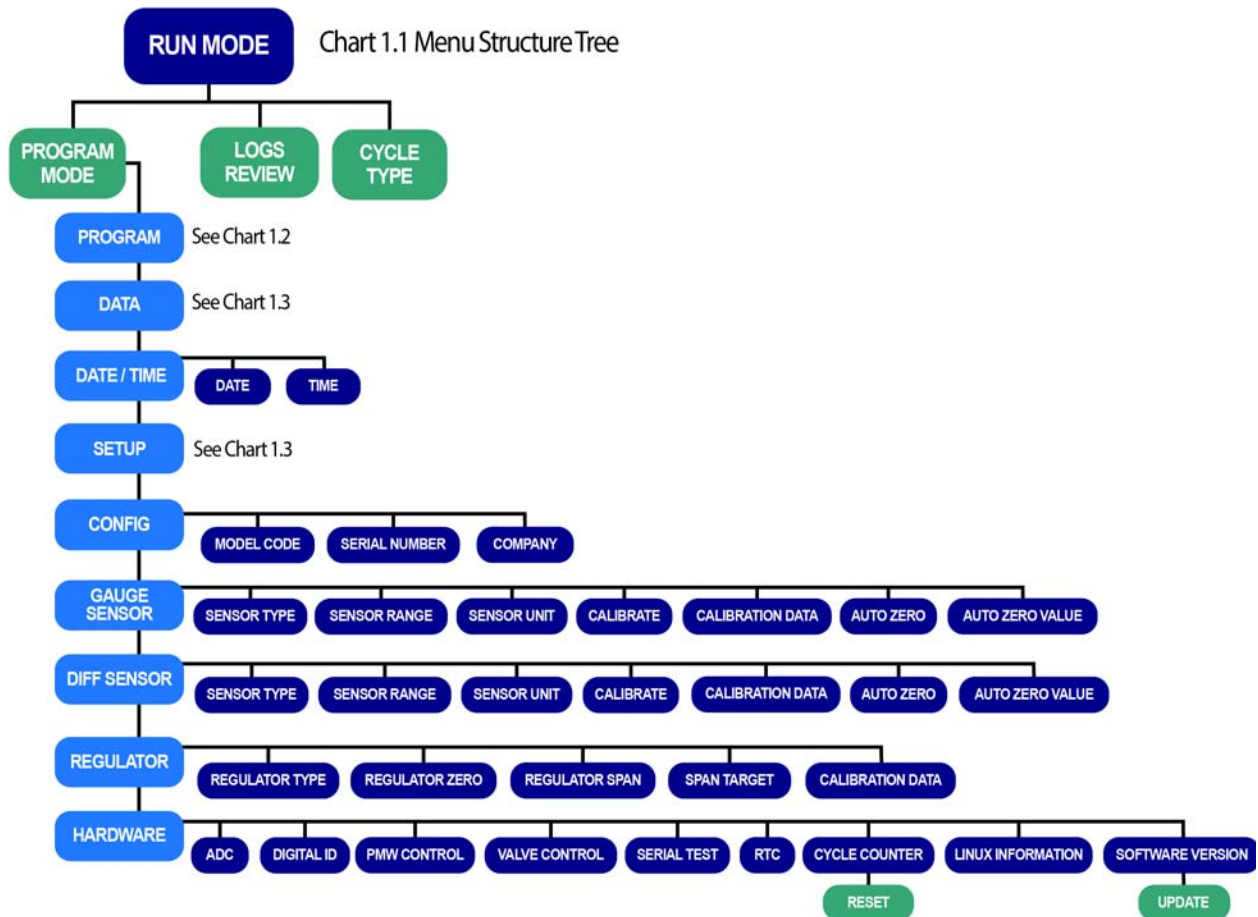 RUN MODE
Chart 1.1 Menu Structure Tree
PROGRAM
MODE
LOGS
REVIEW
CYCLE
TYPE
PROGRAM
See Chart 1.2
DATA
See Chart 1.3
DATE / TIME
DATE
TIME
SETUP
See Chart 1.3
CONFIG
MODEL CODE
SERIAL NUMBER
COMPANY
GAUGE
SENSOR
SENSOR TYPE
SENSOR RANGE
SENSOR UNIT
CALIBRATE
CALIBRATION DATA
AUTO ZERO
AUTO ZERO VALUE
DIFF SENSOR
SENSOR TYPE
SENSOR RANGE
SENSOR UNIT
CALIBRATE
CALIBRATION DATA
AUTO ZERO
AUTO ZERO VALUE
REGULATOR
REGULATOR TYPE
REGULATOR ZERO
REGULATOR SPAN
SPAN TARGET
CALIBRATION DATA
HARDWARE
ADC
DIGITAL ID
PMW CONTROL
VALVE CONTROL
SERIAL TEST
RTC
CYCLE COUNTER
LINUX INFORMATION
SOFTWARE VERSION
RESET
UPDATE